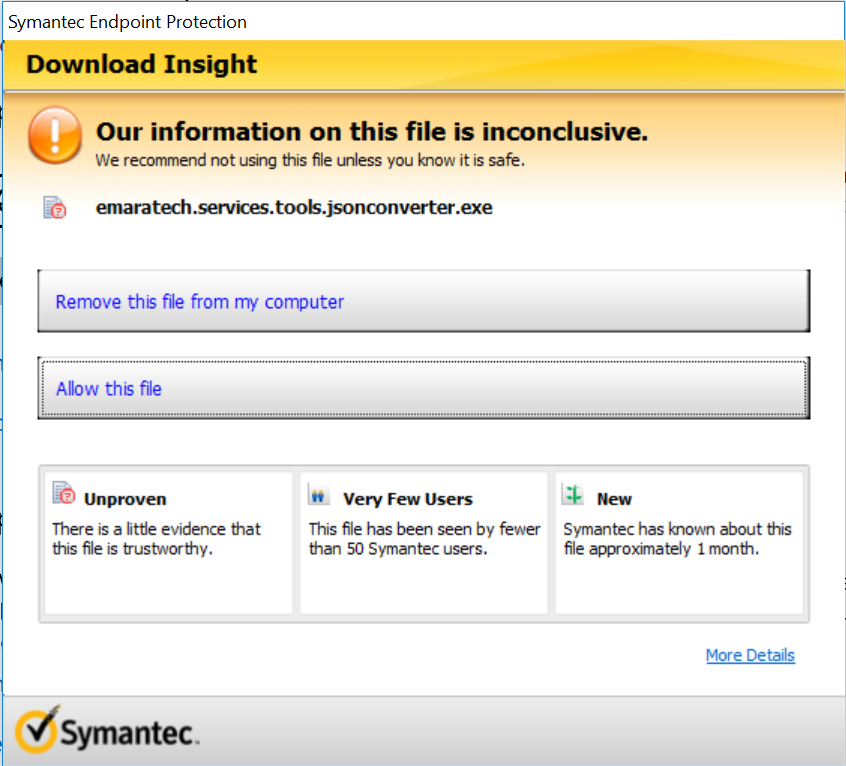 Symantec Endpoint Protection
Download Insight
Our information on this file is inconclusive.
We recommend not using this file unless you know it is safe.
emaratech.services.tools.jsonconverter.exe
Remove this file from my computer
Allow this file
Unproven
There is a little evidence that
this file is trustworthy.
Very Few Users
This file has been seen by fewer
than 50 Symantec users.
New
Symantec has known about this
file approximately 1 month.
More Details
Symantec.